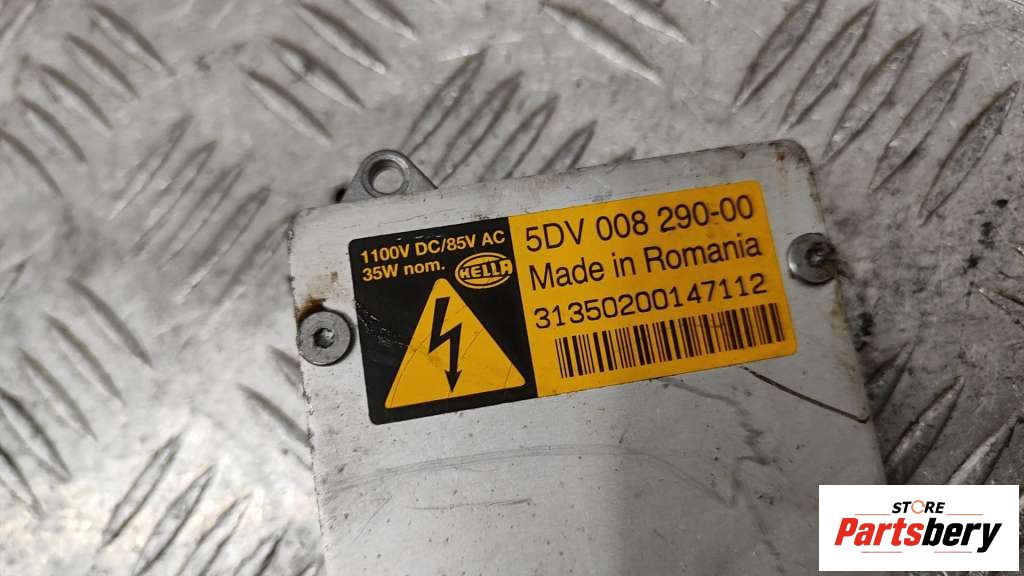 1100V DC/85V AC
35W nom.
HELLA
5DV 008 290-00
Made in Romania
31350200147112
STORE
Partsbery